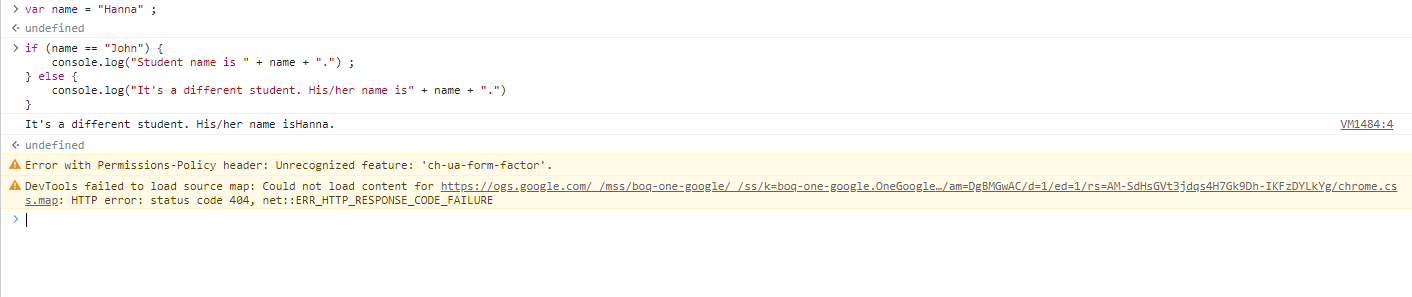 > var name = "Hanna" ;
< undefined
> if (name == "John") {
console.log("Student name is " + name + ".") ;
} else {
console.log("It's a different student. His/her name is" + name + ".")
}
It's a different student. His/her name isHanna. VM1484:4
< undefined
Error with Permissions-Policy header: Unrecognized feature: 'ch-ua-form-factor'.
DevTools failed to load source map: Could not load content for https://ogs.google.com/_/mss/boq-one-google/_/ss/k=boq-one-google.OneGoogle…/am=DgBMGwAC/d=1/ed=1/rs=AM-SdHsGVt3jdqs4H7Gk9Dh-IKFzDYLkYg/chrome.cs
s.map: HTTP error: status code 404, net::ERR_HTTP_RESPONSE_CODE_FAILURE
>